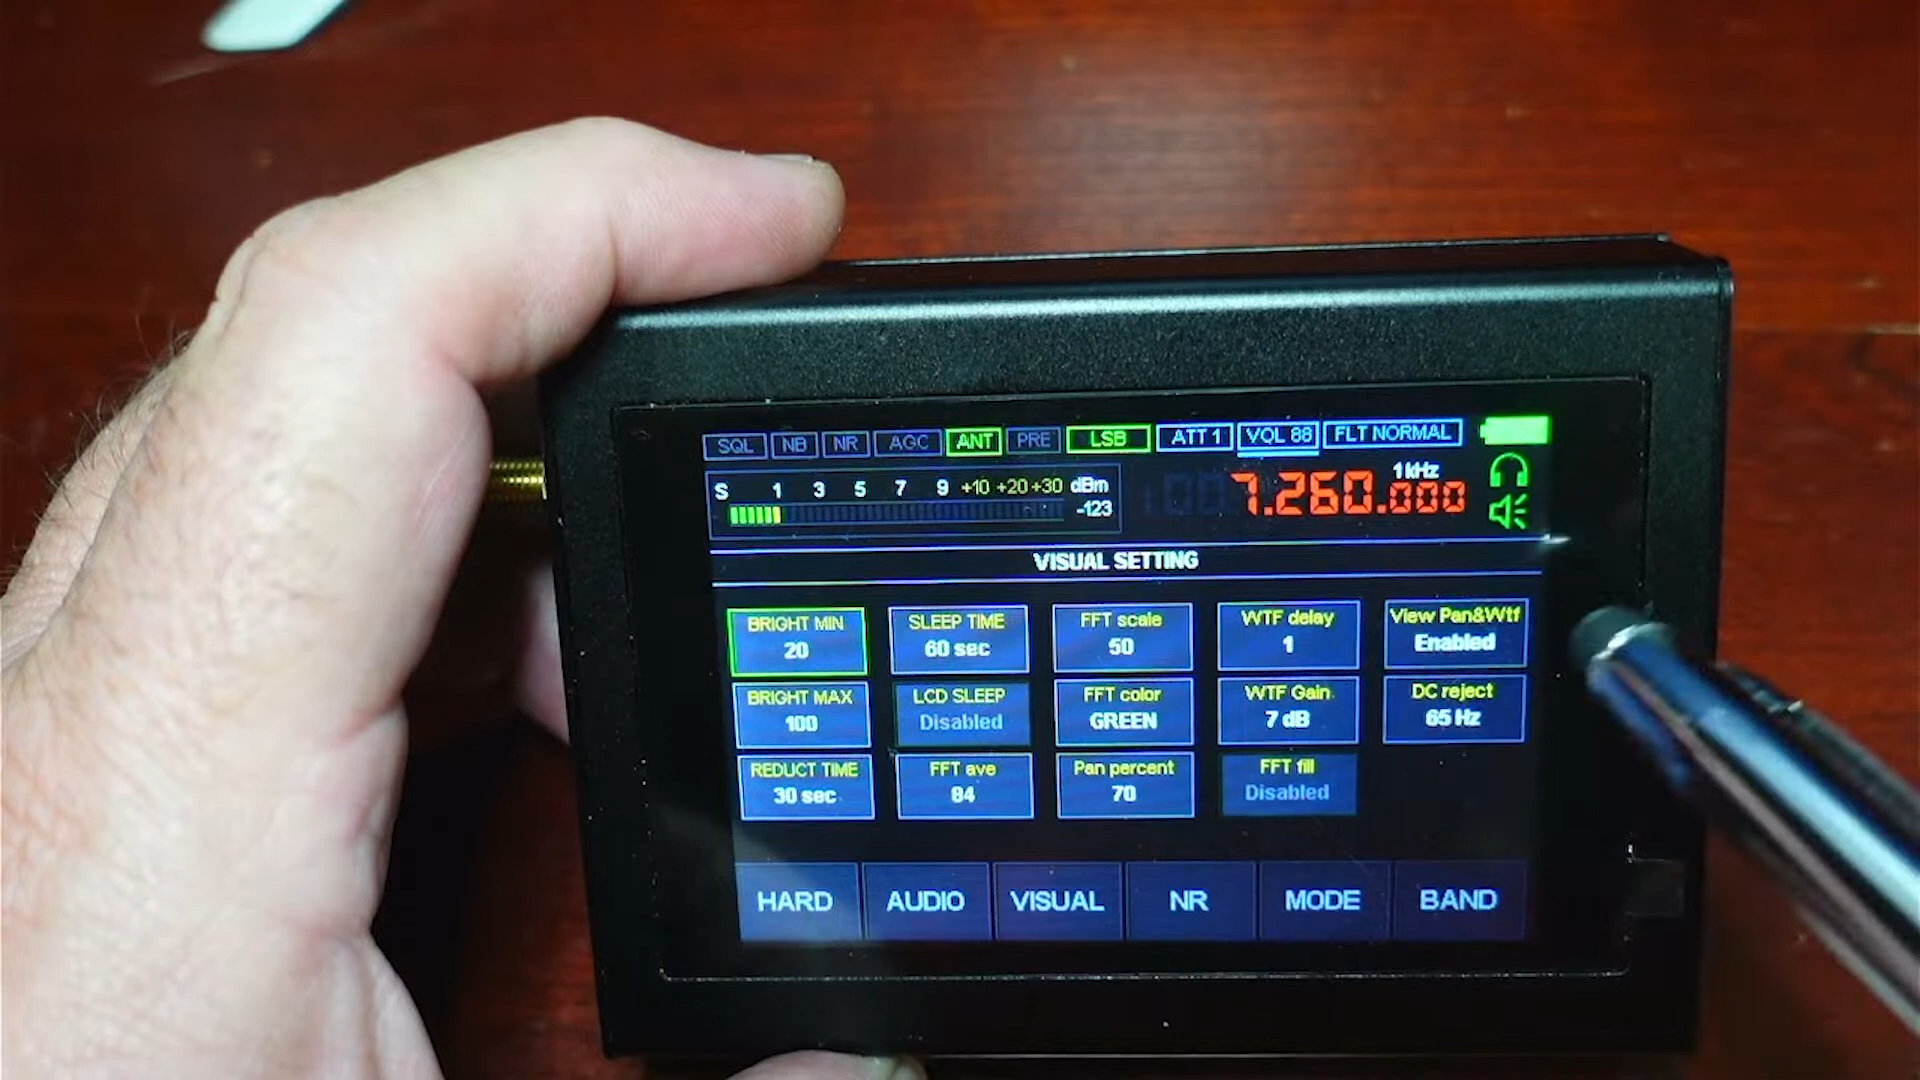 SQL NB NR AGC ANT PRE LSB ATT 1 VOL 88 FLT NORMAL
S 1 3 5 7 9 +10 +20 +30 dBm
-123
1kHz
7.260.000
VISUAL SETTING
BRIGHT MIN
20
SLEEP TIME
60 sec
FFT scale
50
WTF delay
1
View Pan&Wtf
Enabled
BRIGHT MAX
100
LCD SLEEP
Disabled
FFT color
GREEN
WTF Gain
7 dB
DC reject
65 Hz
REDUCT TIME
30 sec
FFT ave
84
Pan percent
70
FFT fill
Disabled
HARD AUDIO VISUAL NR MODE BAND